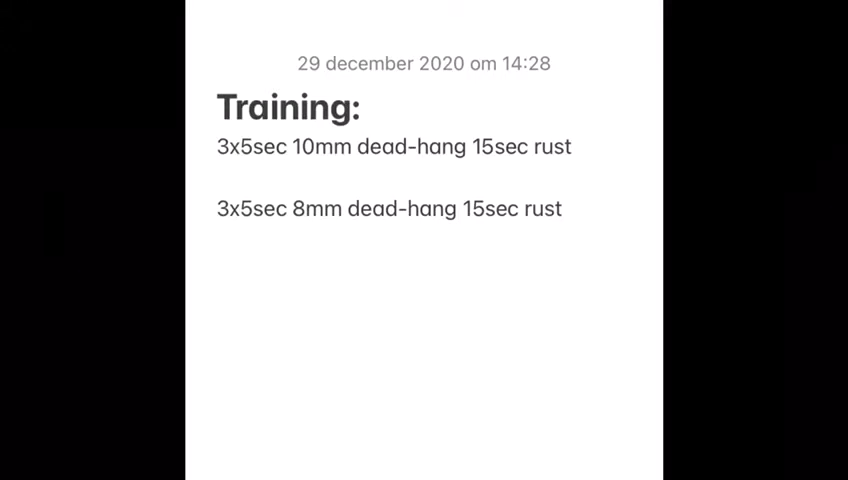 29 december 2020 om 14:28
Training:
3x5sec 10mm dead-hang 15sec rust
3x5sec 8mm dead-hang 15sec rust